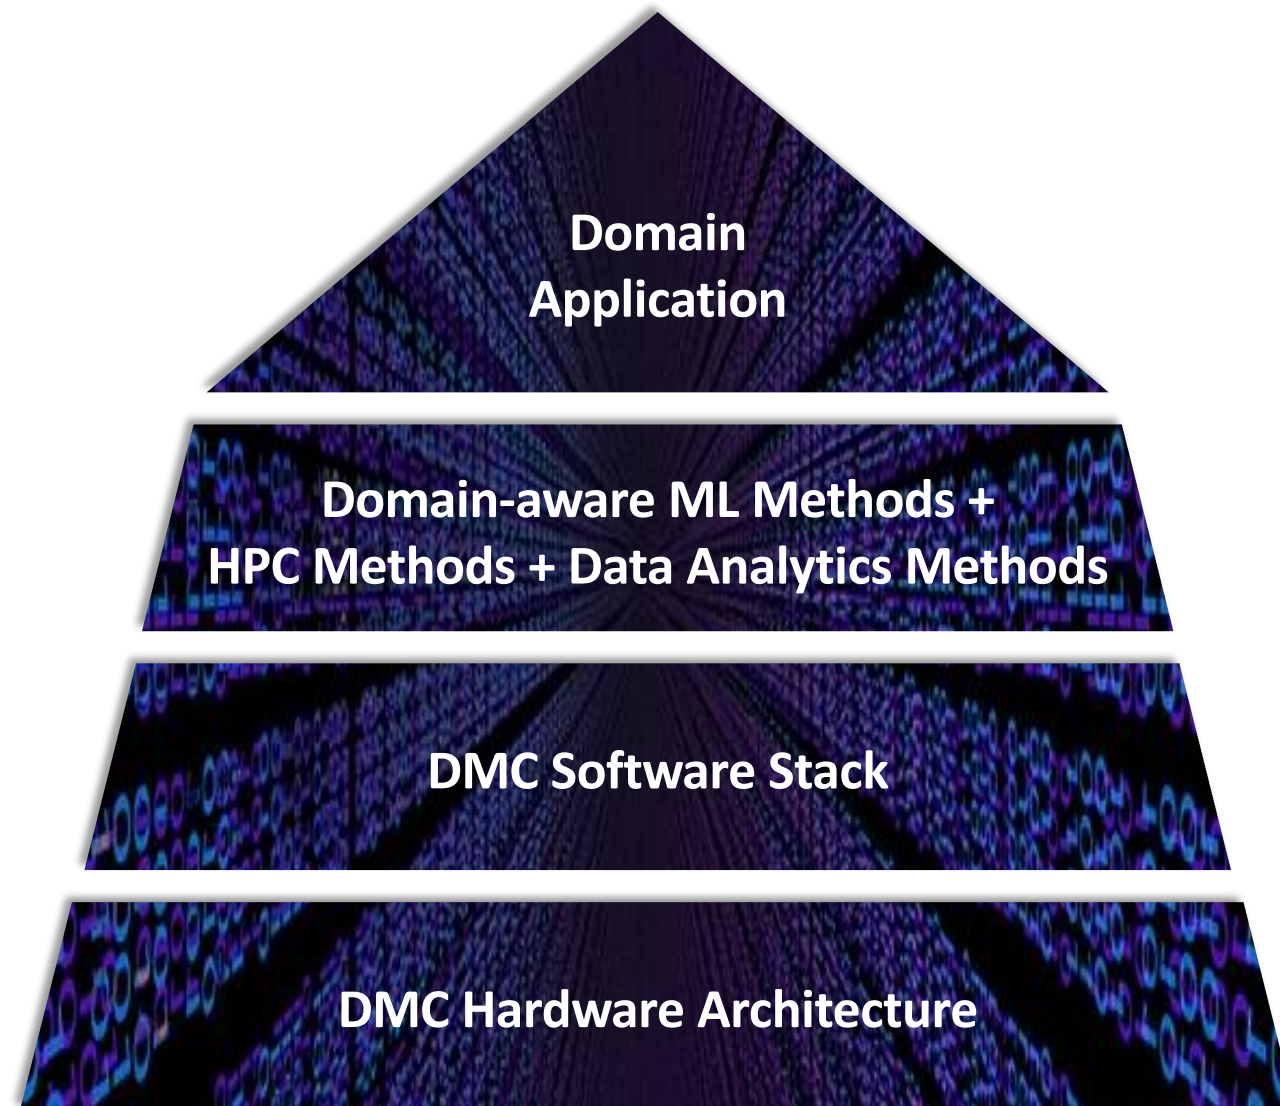 Domain
Application
Domain-aware ML Methods +
HPC Methods + Data Analytics Methods
DMC Software Stack
DMC Hardware Architecture